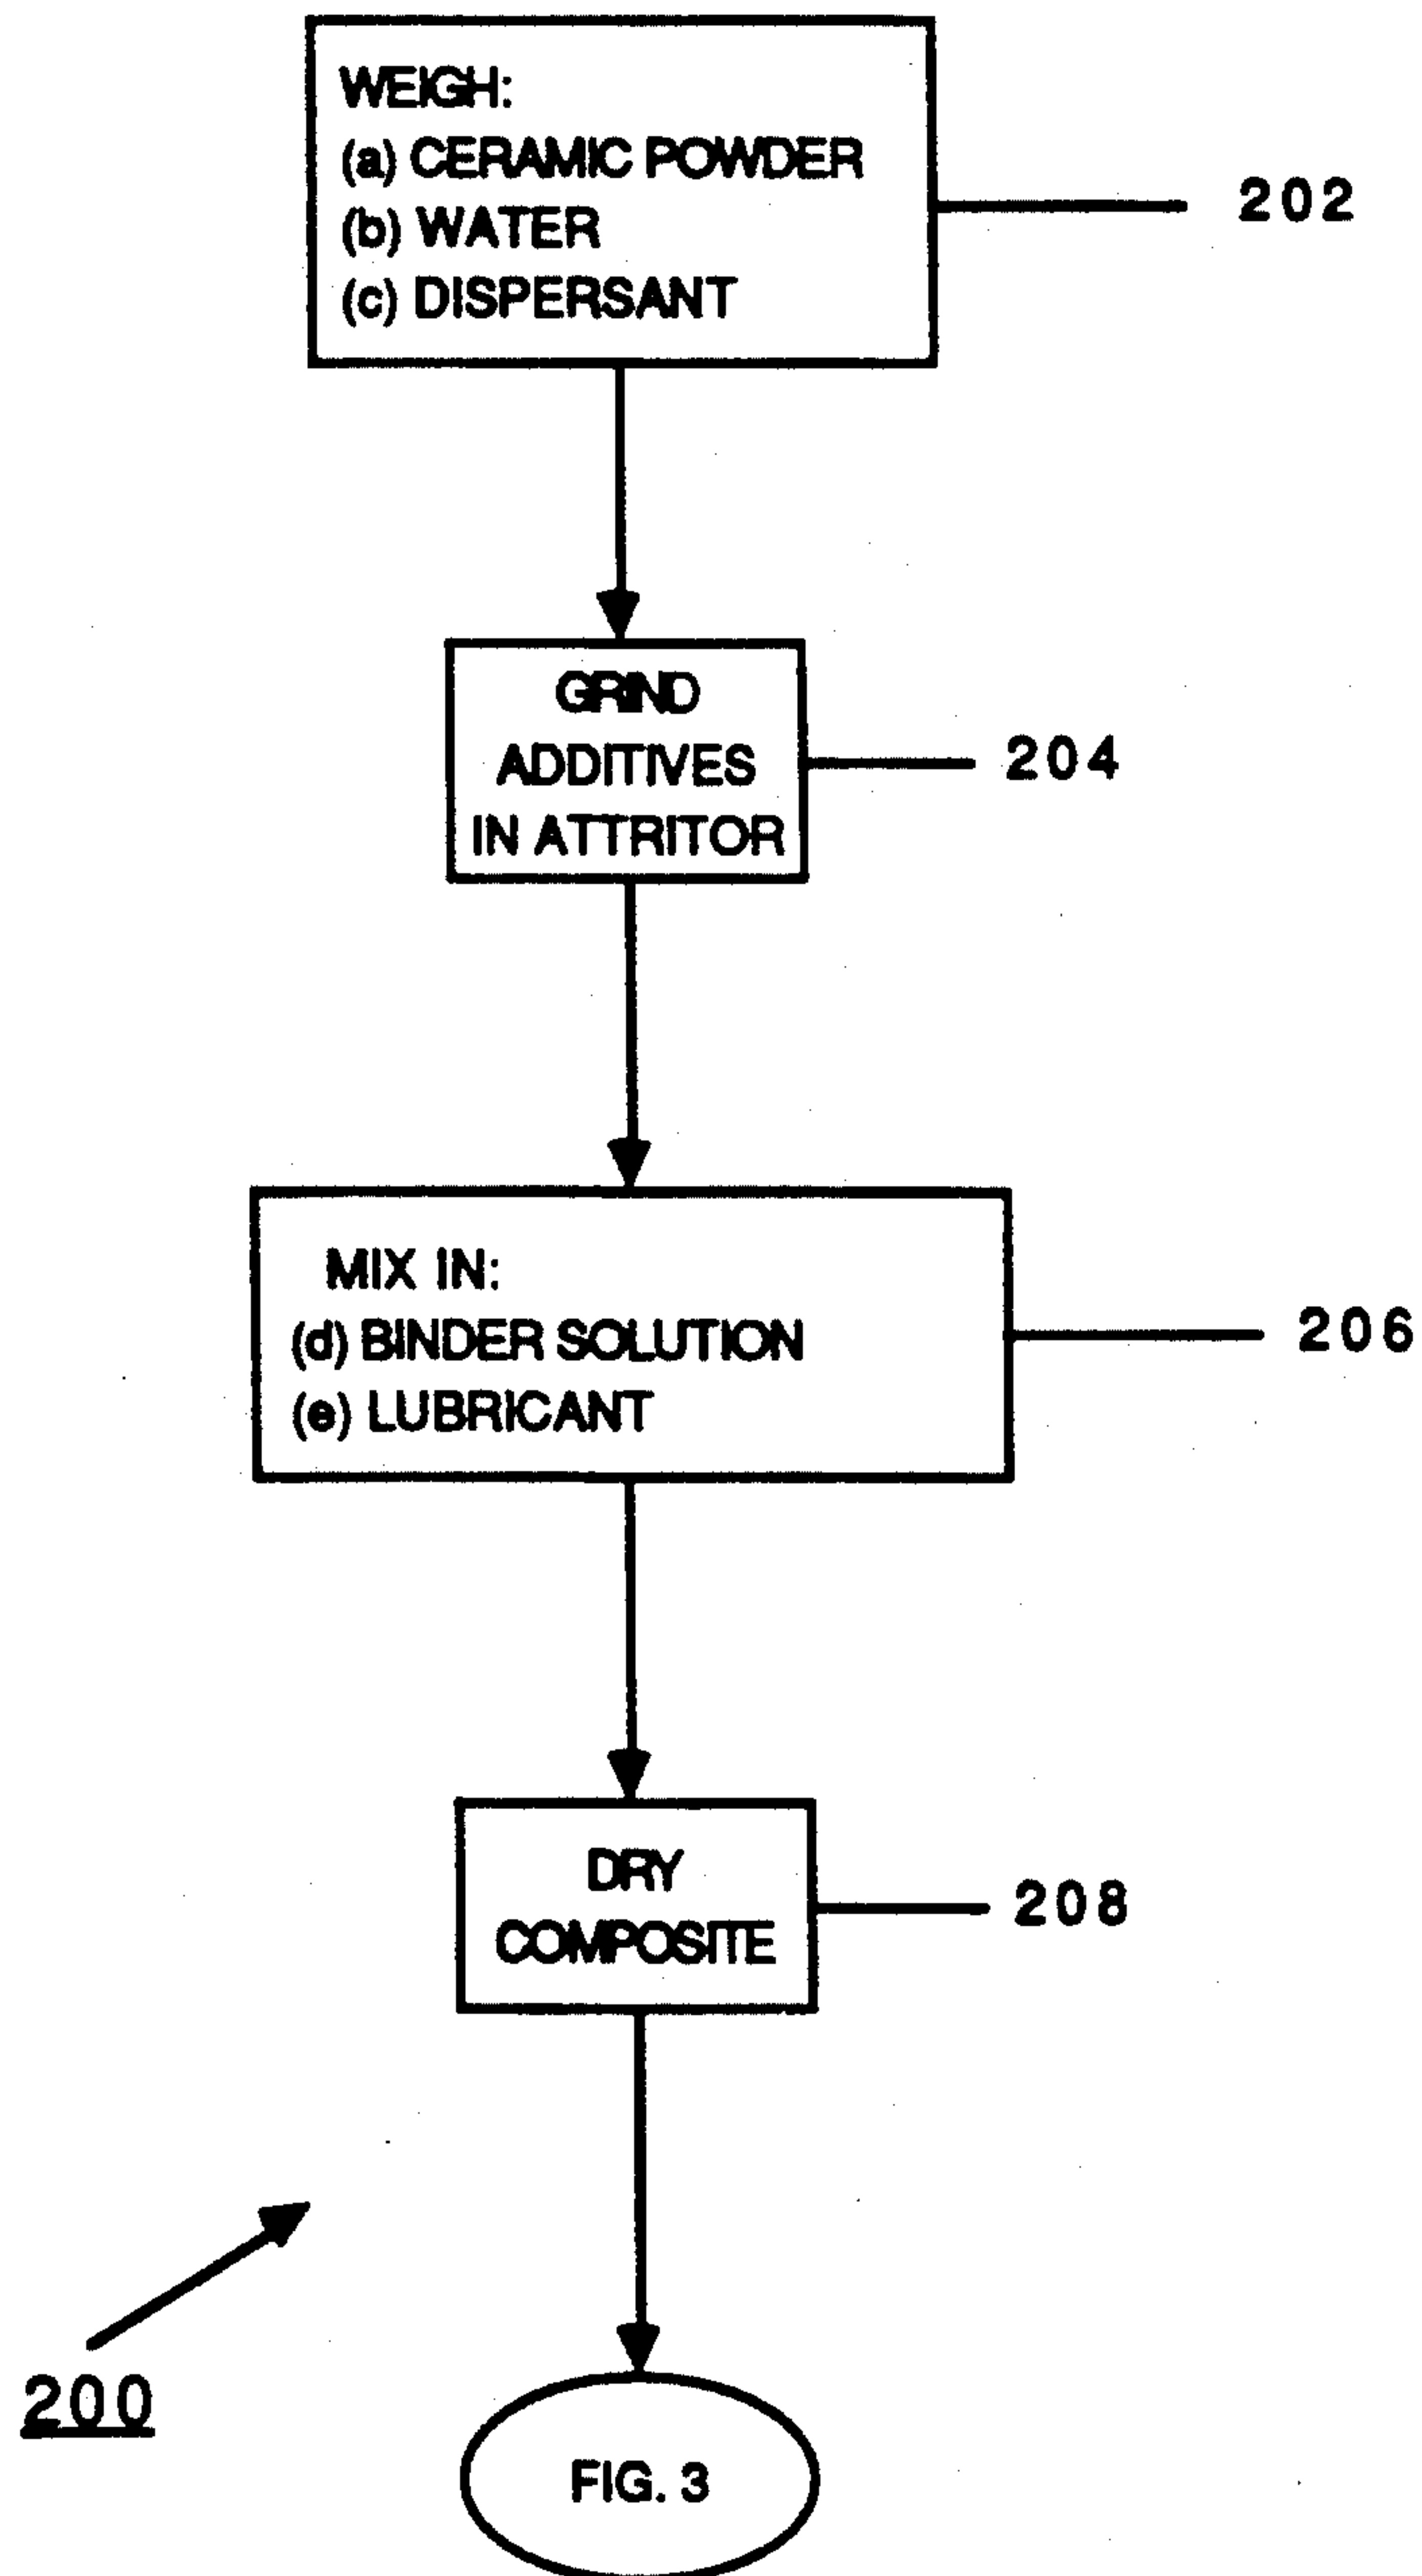 WEIGH:
(a) CERAMIC POWDER
(b) WATER
(c) DISPERSANT
202
GRIND
ADDITIVES
IN ATTRITOR
204
MIX IN:
(d) BINDER SOLUTION
(e) LUBRICANT
206
DRY
COMPOSITE
208
200
FIG. 3